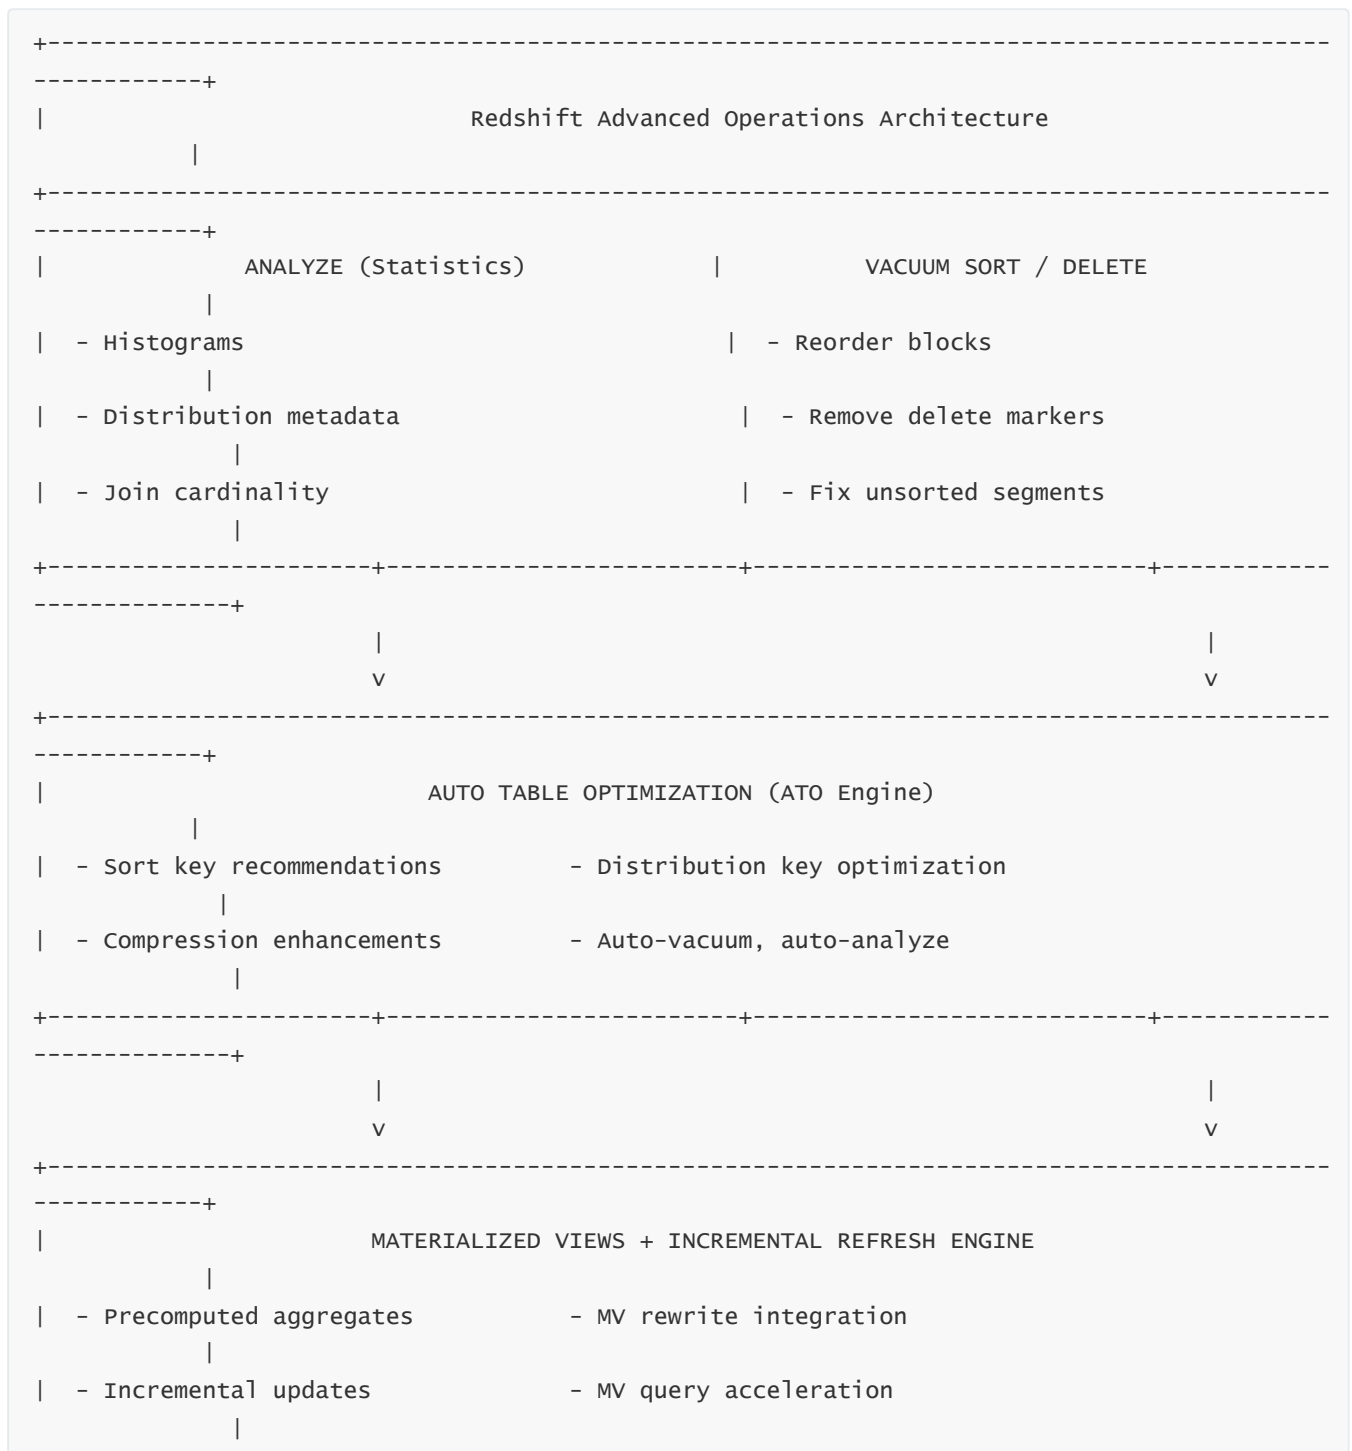 +-------------------------------------------------------------------------------------------
------------+
|                              Redshift Advanced Operations Architecture
           |
+-------------------------------------------------------------------------------------------
------------+
|              ANALYZE (Statistics)             |          VACUUM SORT / DELETE
            |
|  - Histograms                                  |  - Reorder blocks
            |
|  - Distribution metadata                        |  - Remove delete markers
              |
|  - Join cardinality                             |  - Fix unsorted segments
              |
+-----------------------+-------------------------+----------------------------+------------
--------------+
                        |                                                          |
                        v                                                          v
+-------------------------------------------------------------------------------------------
------------+
|                           AUTO TABLE OPTIMIZATION (ATO Engine)
           |
|  - Sort key recommendations         - Distribution key optimization
             |
|  - Compression enhancements         - Auto-vacuum, auto-analyze
              |
+-----------------------+-------------------------+----------------------------+------------
--------------+
                        |                                                          |
                        v                                                          v
+-------------------------------------------------------------------------------------------
------------+
|                       MATERIALIZED VIEWS + INCREMENTAL REFRESH ENGINE
            |
|  - Precomputed aggregates           - MV rewrite integration
            |
|  - Incremental updates              - MV query acceleration
              |